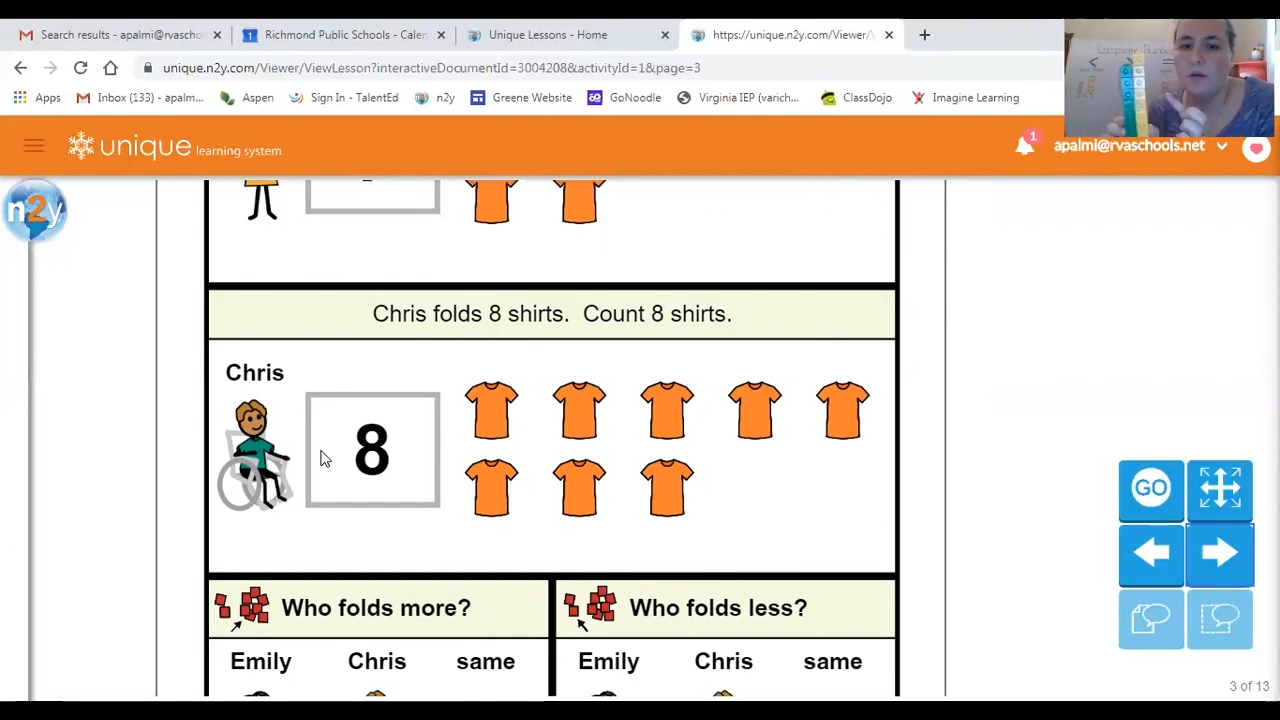 Search results - apalmi@rvaschoo
Richmond Public Schools - Calen
Unique Lessons - Home
https://unique.n2y.com/Viewer/V
unique.n2y.com/Viewer/ViewLesson?interactiveDocumentId=3004208&activityId=1&page=3
Apps
Inbox (133) - apalm...
Aspen
Sign In - TalentEd
n2y
Greene Website
GoNoodle
Virginia IEP (varich...
ClassDojo
Imagine Learning
unique learning system
1
apalmi@rvaschools.net
n2y
Chris folds 8 shirts. Count 8 shirts.
Chris
8
GO
Who folds more?
Who folds less?
Emily Chris same
Emily Chris same
3 of 13